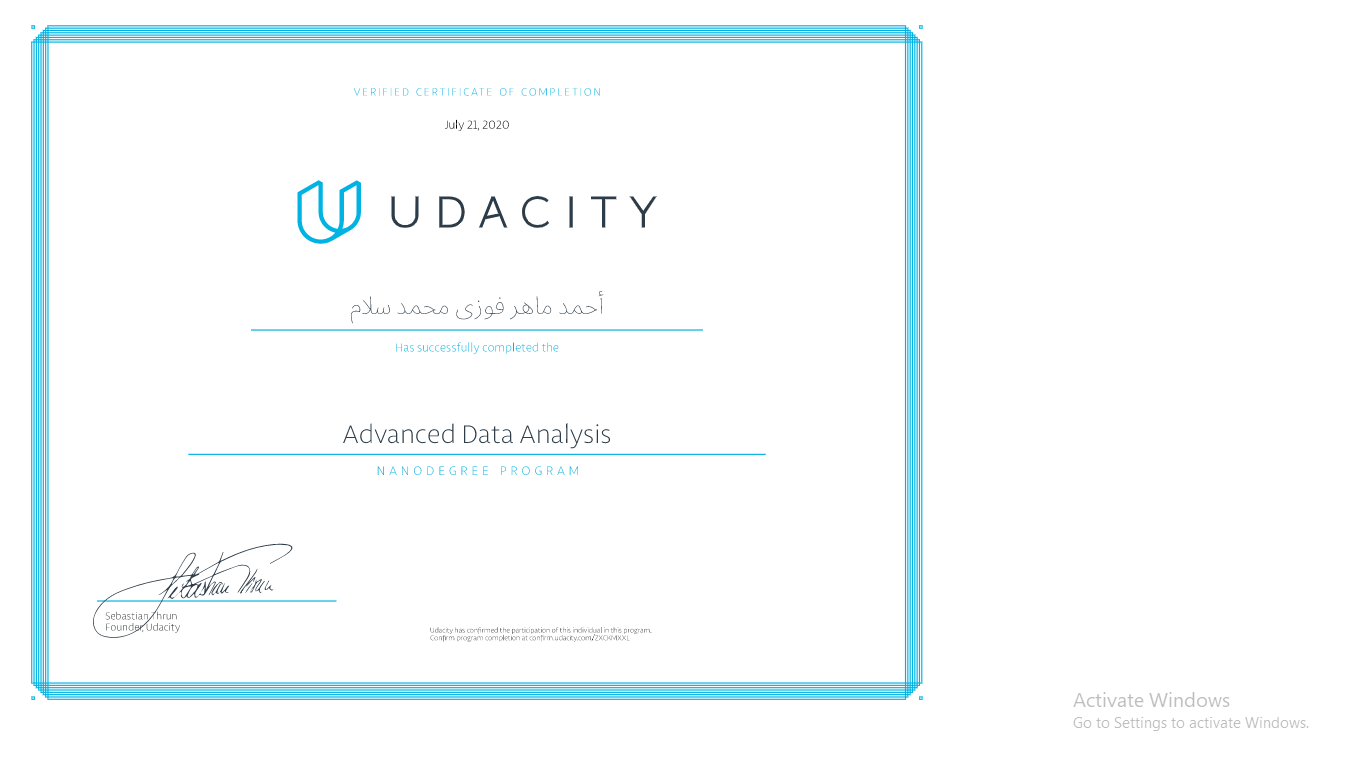 VERIFIED CERTIFICATE OF COMPLETION
July 21, 2020
UDACITY
أحمد ماهر فوزى محمد سلام
Has successfully completed the
Advanced Data Analysis
NANODEGREE PROGRAM
Sebastian Thrun
Sebastian Thrun
Founder, Udacity
Udacity has confirmed the participation of this individual in this program.
Confirm program completion at confirm.udacity.com/
Activate Windows
Go to Settings to activate Windows.